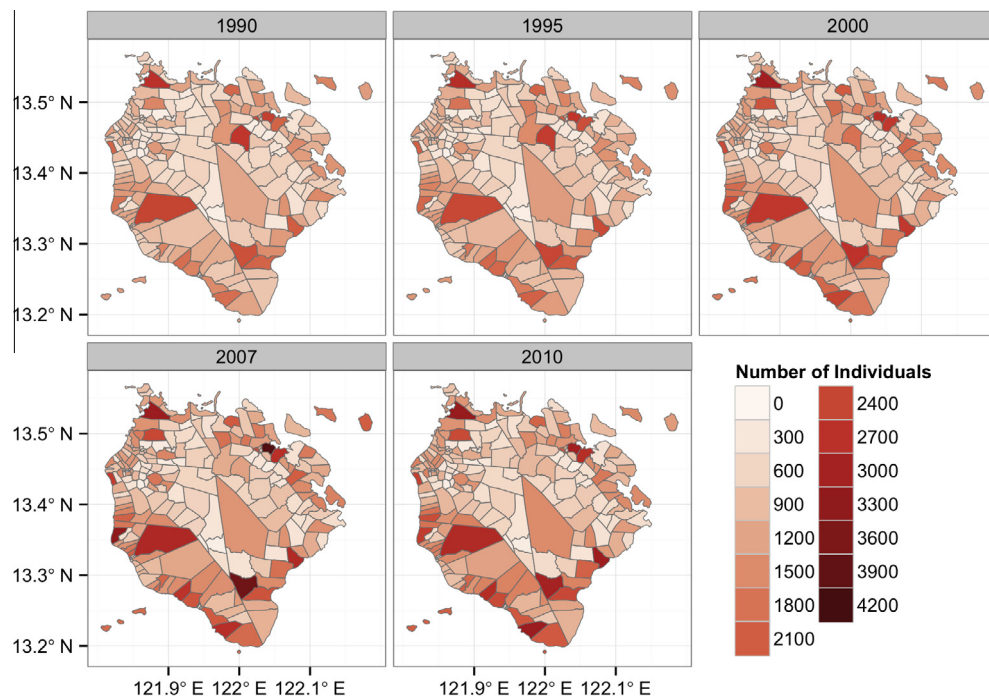 1990 1995 2000
13.5° N
13.4° N
13.3° N
13.2° N
2007 2010
13.5° N
13.4° N
13.3° N
13.2° N
121.9° E 122° E 122.1° E 121.9° E 122° E 122.1° E
Number of Individuals
0 2400
300 2700
600 3000
900 3300
1200 3600
1500 3900
1800 4200
2100